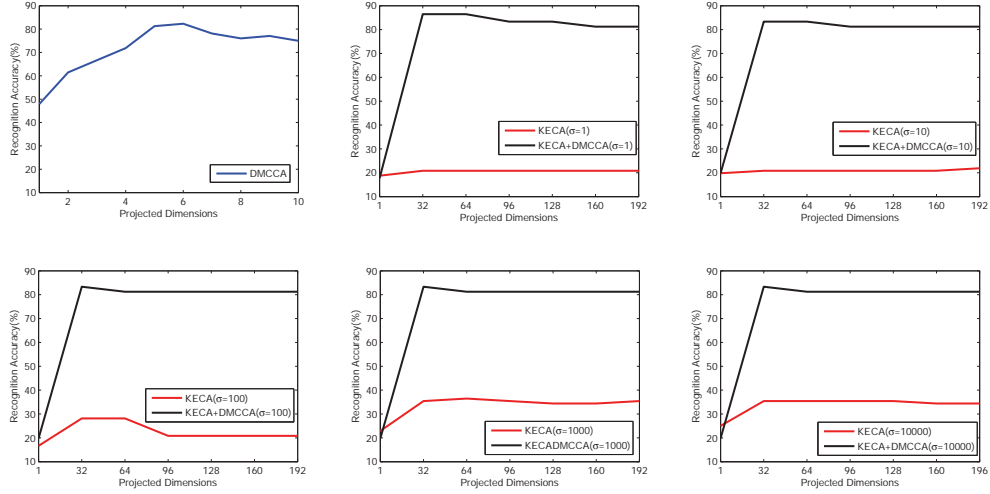 90
80
70
60
50
40
30
20
10
Recognition Accuracy(%)
DMCCA
2 4 6 8 10
Projected Dimensions
90
80
70
60
50
40
30
20
10
Recognition Accuracy(%)
KECA(σ=1)
KECA+DMCCA(σ=1)
1 32 64 96 128 160 192
Projected Dimensions
90
80
70
60
50
40
30
20
10
Recognition Accuracy(%)
KECA(σ=10)
KECA+DMCCA(σ=10)
1 32 64 96 128 160 192
Projected Dimensions
90
80
70
60
50
40
30
20
10
Recognition Accuracy(%)
KECA(σ=100)
KECA+DMCCA(σ=100)
1 32 64 96 128 160 192
Projected Dimensions
90
80
70
60
50
40
30
20
10
Recognition Accuracy(%)
KECA(σ=1000)
KECADMCCA(σ=1000)
1 32 64 96 128 160 192
Projected Dimensions
90
80
70
60
50
40
30
20
10
Recognition Accuracy(%)
KECA(σ=10000)
KECA+DMCCA(σ=10000)
1 32 64 96 128 160 196
Projected Dimensions